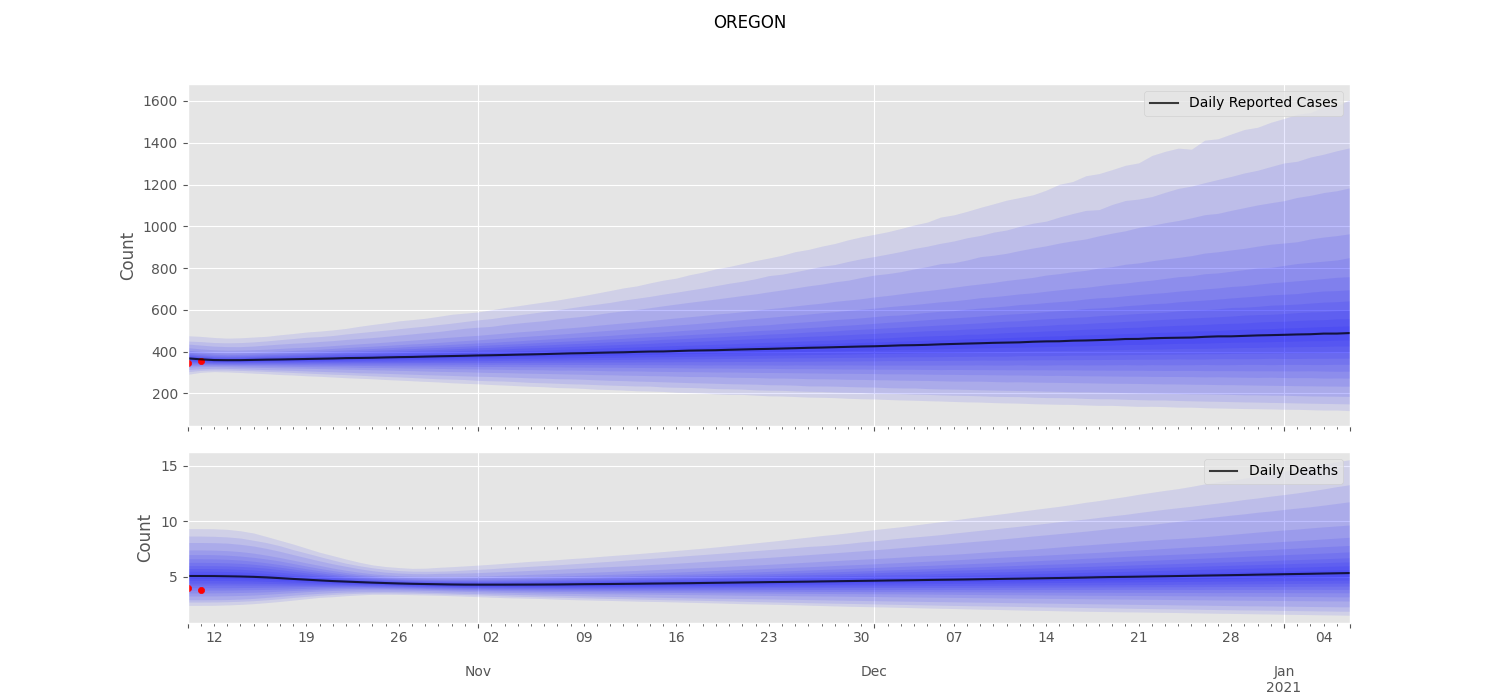 OREGON
Daily Reported Cases
Count
1600
1400
1200
1000
800
600
400
200
Daily Deaths
Count
15
10
5
12 19 26 02 09 16 23 30 07 14 21 28 04
Nov Dec Jan
2021